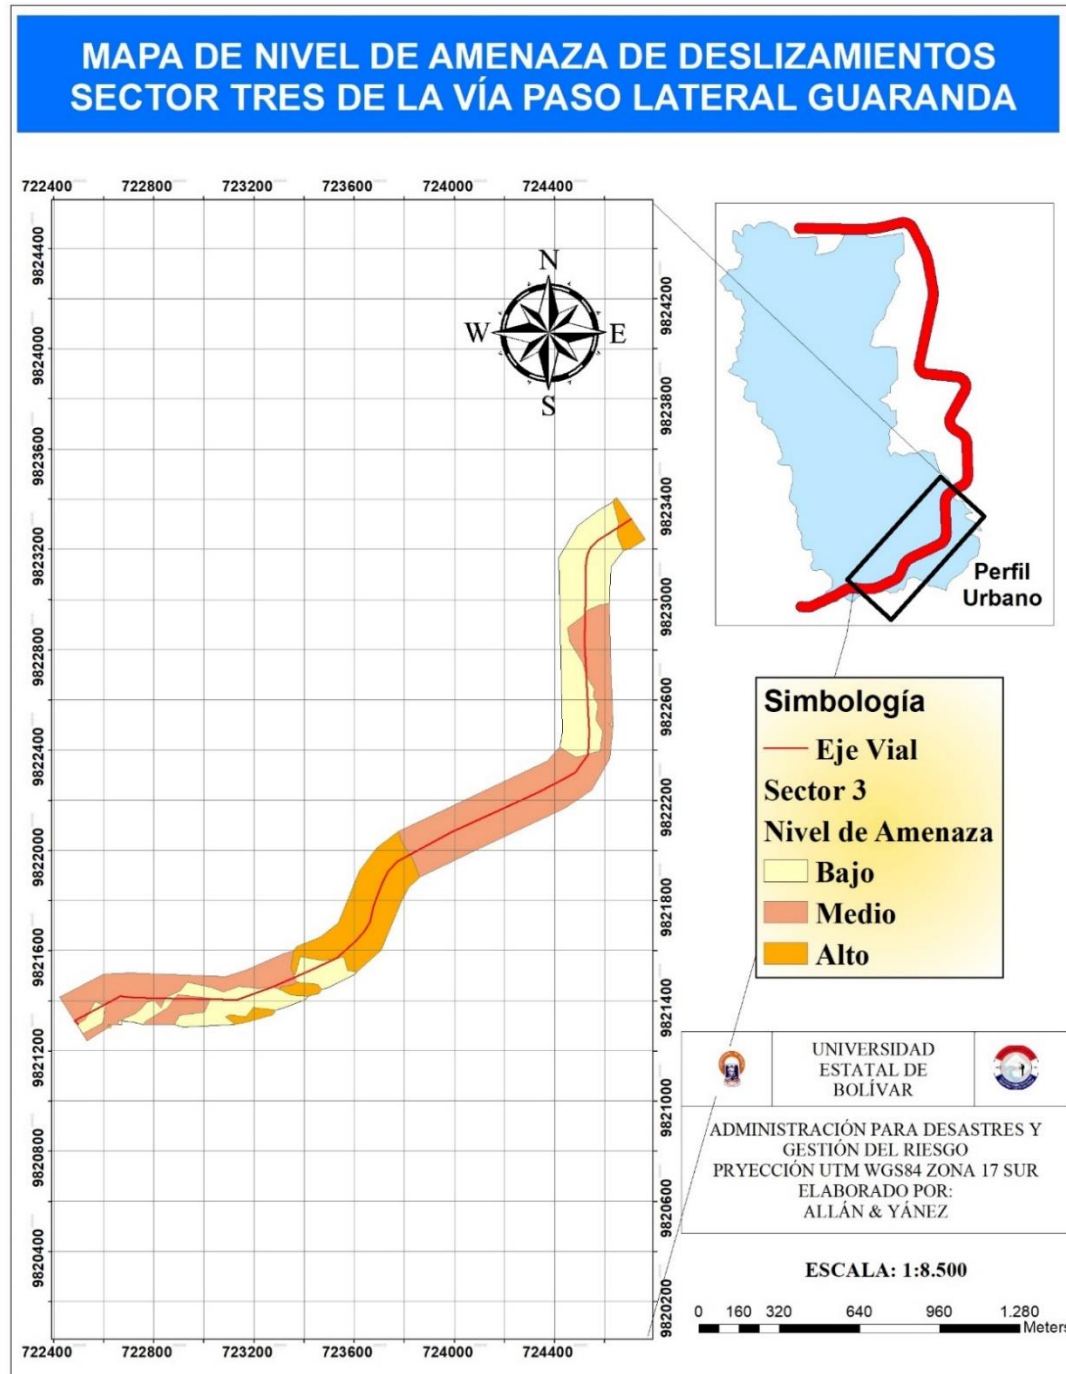 MAPA DE NIVEL DE AMENAZA DE DESLIZAMIENTOS
SECTOR TRES DE LA VÍA PASO LATERAL GUARANDA
722400 722800 723200 723600 724000 724400
9824400
9824000
9823600
9823200
9822800
9822400
9822000
9821600
9821200
9820800
9820400
N
W E
S
9824200
9823800
9823400
9823000
9822600
9822200
9821800
9821400
9821000
9820600
9820200
722400 722800 723200 723600 724000 724400
Perfil
Urbano
Simbología
Eje Vial
Sector 3
Nivel de Amenaza
Bajo
Medio
Alto
UNIVERSIDAD
ESTATAL DE
BOLÍVAR
ADMINISTRACIÓN PARA DESASTRES Y
GESTIÓN DEL RIESGO
PRYECCIÓN UTM WGS84 ZONA 17 SUR
ELABORADO POR:
ALLÁN & YÁNEZ
ESCALA: 1:8.500
0 160 320 640 960 1.280
Meters